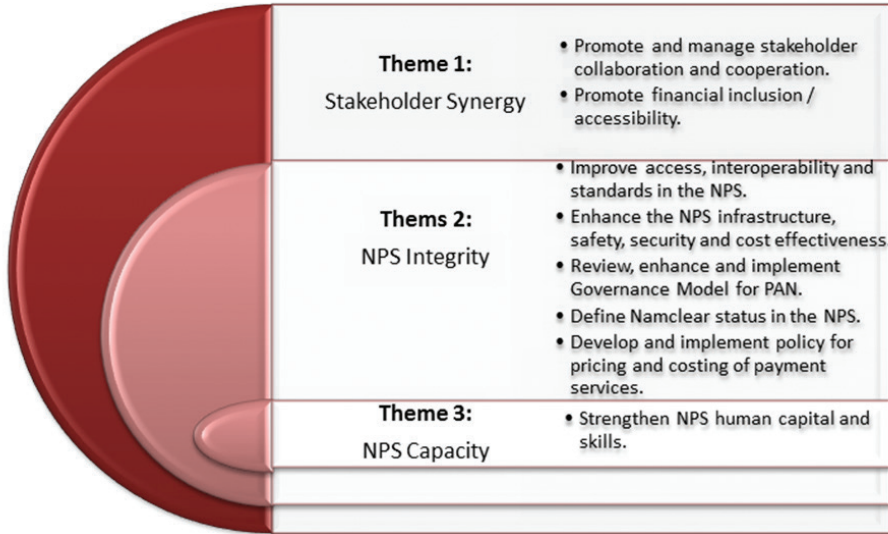 Theme 1:
Stakeholder Synergy
• Promote and manage stakeholder
collaboration and cooperation.
• Promote financial inclusion /
accessibility.
Thems 2:
NPS Integrity
• Improve access, interoperability and
standards in the NPS.
• Enhance the NPS infrastructure,
safety, security and cost effectiveness.
• Review, enhance and implement
Governance Model for PAN.
• Define Namclear status in the NPS.
• Develop and implement policy for
pricing and costing of payment
services.
Theme 3:
NPS Capacity
• Strengthen NPS human capital and
skills.